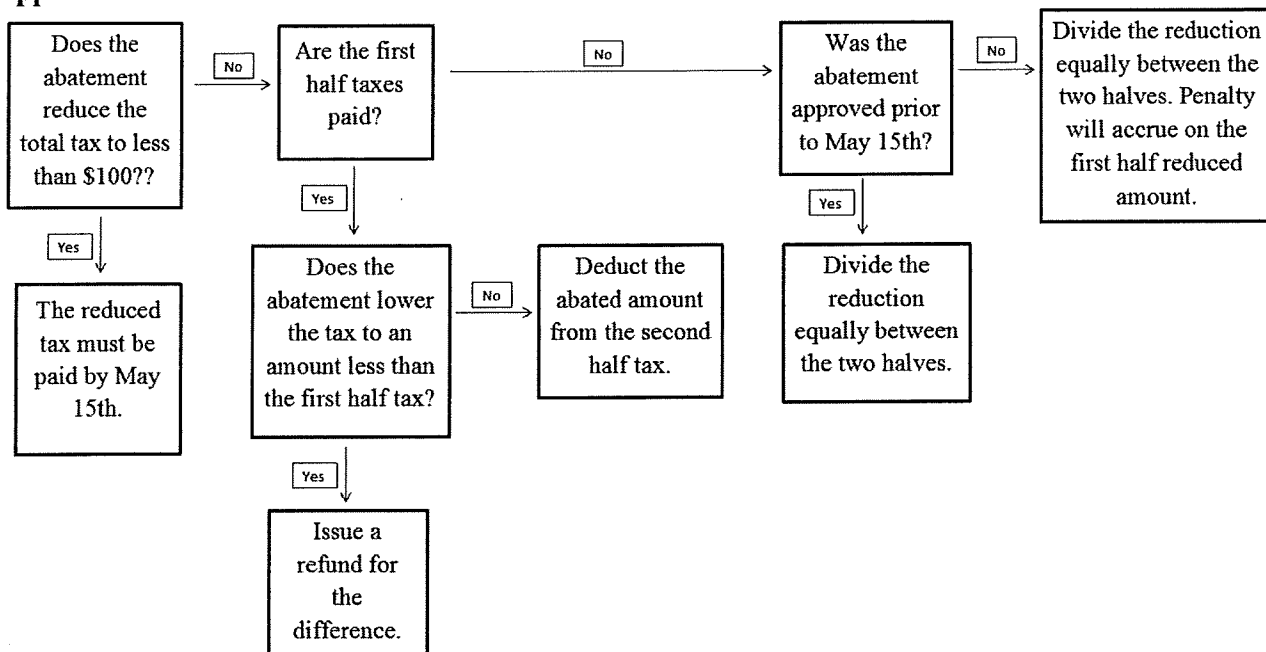 Does the
abatement
reduce the
total tax to less
than $100??
No
Are the first
half taxes
paid?
No
Was the
abatement
approved prior
to May 15th?
No
Divide the reduction
equally between the
two halves. Penalty
will accrue on the
first half reduced
amount.
Yes
The reduced
tax must be
paid by May
15th.
Yes
Does the
abatement lower
the tax to an
amount less than
the first half tax?
No
Deduct the
abated amount
from the second
half tax.
Yes
Divide the
reduction
equally between
the two halves.
Yes
Issue a
refund for
the
difference.